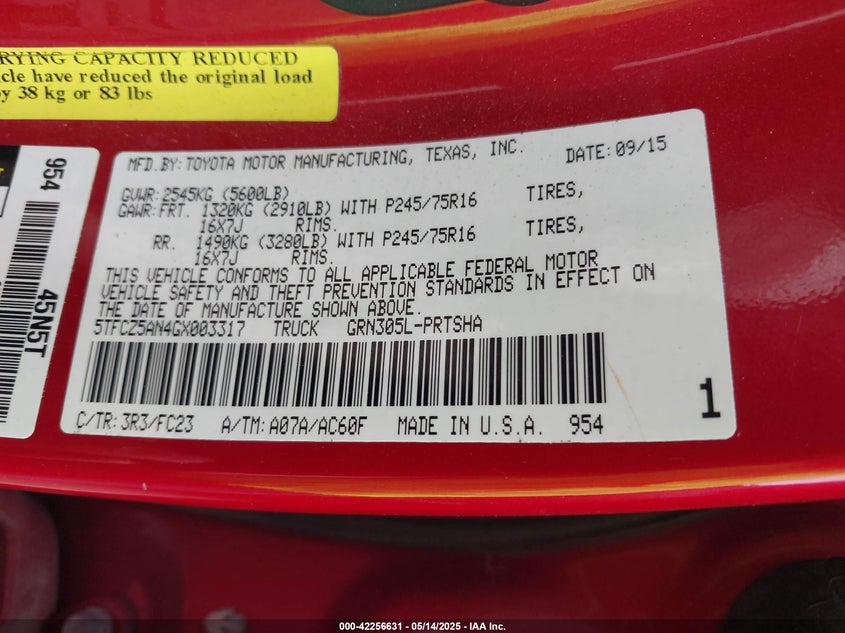 RYING CAPACITY REDUCED
cle have reduced the original load
y 38 kg or 83 lbs
954
45N5T
MFD.BY:TOYOTA MOTOR MANUFACTURING, TEXAS, INC. DATE:09/15
GVWR:2545KG (5600LB)
GAWR:FRT. 1320KG (2910LB) WITH P245/75R16 TIRES,
16X7J RIMS.
RR. 1490KG (3280LB) WITH P245/75R16 TIRES,
16X7J RIMS.
THIS VEHICLE CONFORMS TO ALL APPLICABLE FEDERAL MOTOR
VEHICLE SAFETY AND THEFT PREVENTION STANDARDS IN EFFECT ON
THE DATE OF MANUFACTURE SHOWN ABOVE.
5TFCZ5AN4GX003317 TRUCK GRN305L-PRTSHA
C/TR:3R3/FC23 A/TM:A07A/AC60F MADE IN U.S.A. 954
1
000-42256631 - 05/14/2025 - IAA Inc.